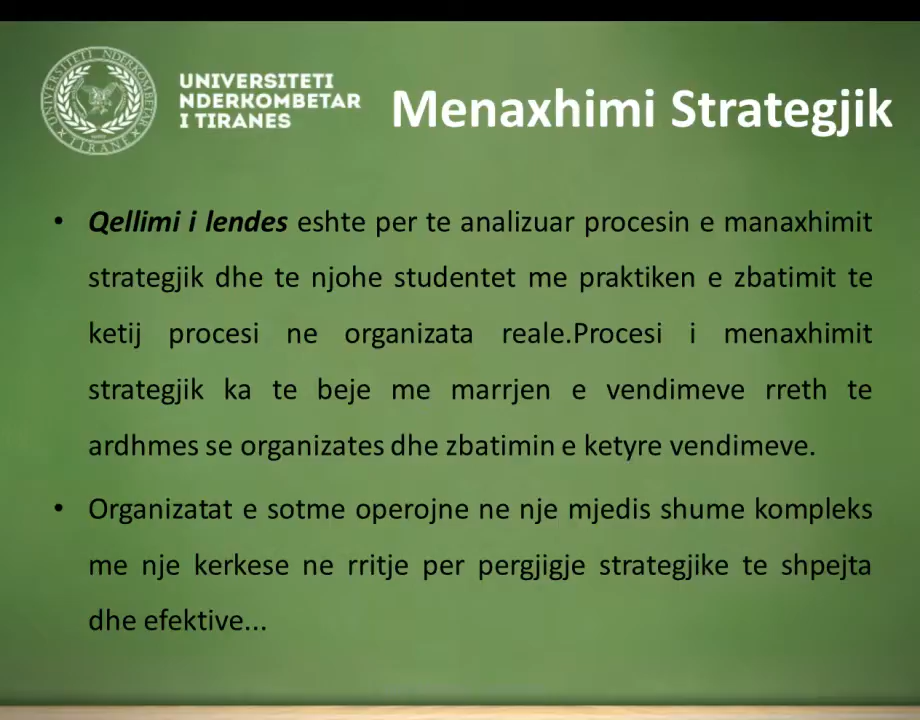 UNIVERSITETI NDERKOMBETAR
TIRANE
UNIVERSITETI
NDERKOMBETAR
I TIRANES
Menaxhimi Strategjik
• Qellimi i lendes eshte per te analizuar procesin e manaxhimit
strategjik dhe te njohe studentet me praktiken e zbatimit te
ketij procesi ne organizata reale.Procesi i menaxhimit
strategjik ka te beje me marrjen e vendimeve rreth te
ardhmes se organizates dhe zbatimin e ketyre vendimeve.
• Organizatat e sotme operojne ne nje mjedis shume kompleks
me nje kerkese ne rritje per pergjigje strategjike te shpejta
dhe efektive...